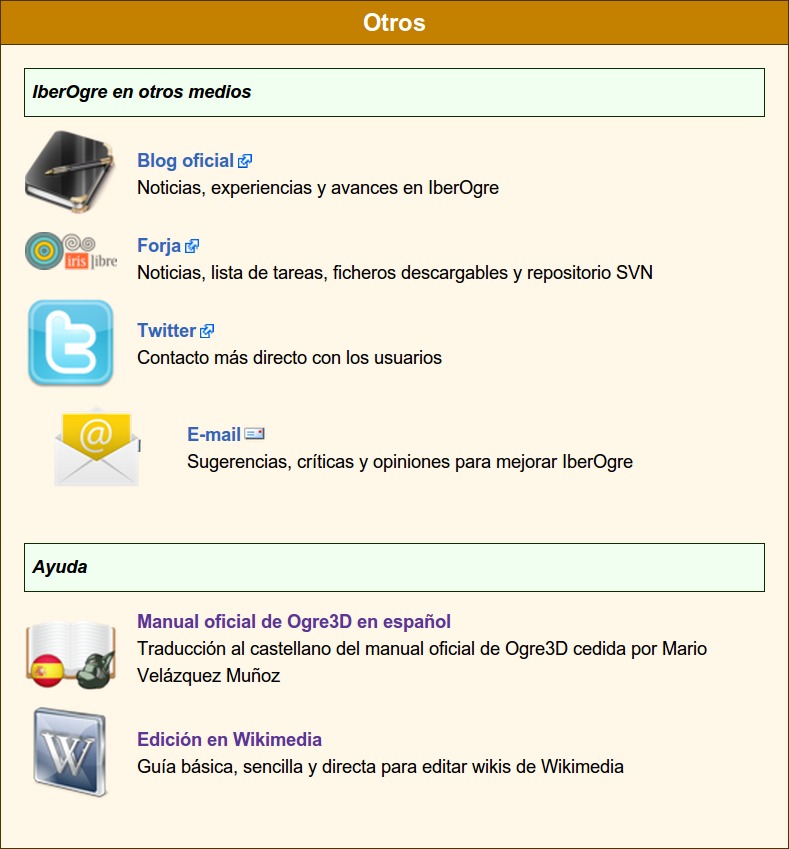 Otros
IberOgre en otros medios
Blog oficial
Noticias, experiencias y avances en IberOgre
iris libre
Forja
Noticias, lista de tareas, ficheros descargables y repositorio SVN
t
Twitter
Contacto más directo con los usuarios
@
E-mail
Sugerencias, críticas y opiniones para mejorar IberOgre
Ayuda
Manual oficial de Ogre3D en español
Traducción al castellano del manual oficial de Ogre3D cedida por Mario
Velázquez Muñoz
W
Edición en Wikimedia
Guía básica, sencilla y directa para editar wikis de Wikimedia